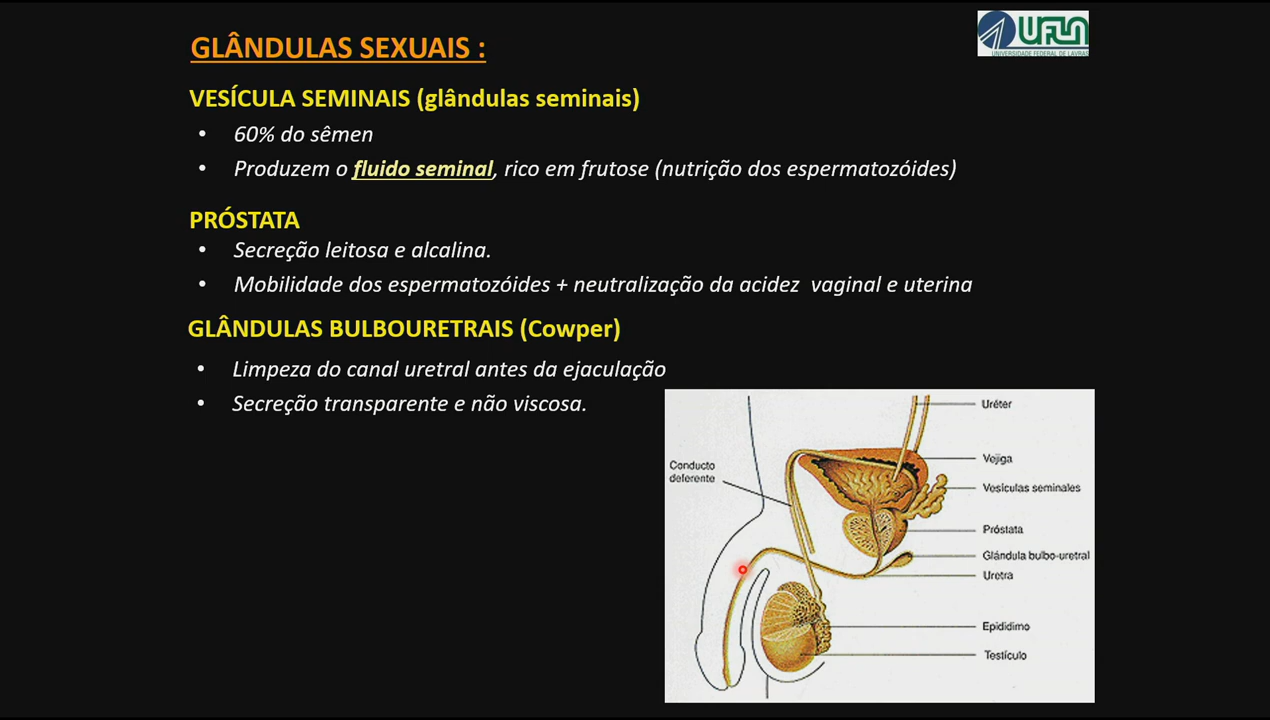 GLÂNDULAS SEXUAIS :
UFLA
UNIVERSIDADE FEDERAL DE LAVRAS
VESÍCULA SEMINAIS (glândulas seminais)
• 60% do sêmen
• Produzem o fluido seminal, rico em frutose (nutrição dos espermatozóides)
PRÓSTATA
• Secreção leitosa e alcalina.
• Mobilidade dos espermatozóides + neutralização da acidez vaginal e uterina
GLÂNDULAS BULBOURETRAIS (Cowper)
• Limpeza do canal uretral antes da ejaculação
• Secreção transparente e não viscosa.
Uréter
Vejiga
Conducto
deferente
Vesículas seminales
Próstata
Glándula bulbo-uretral
Uretra
Epidídimo
Testículo